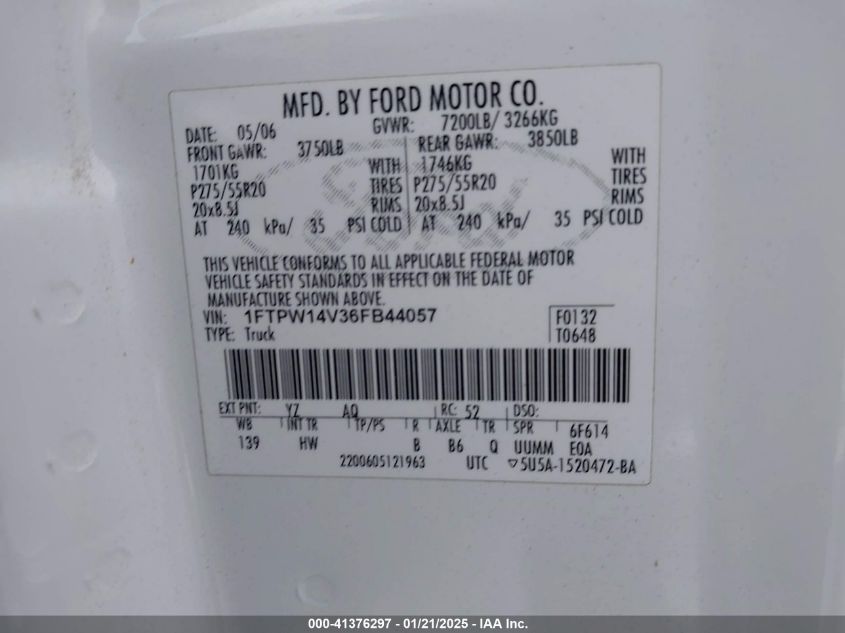 MFD. BY FORD MOTOR CO.
DATE: 05/06 GVWR: 7200LB/ 3266KG
FRONT GAWR: 3750LB REAR GAWR: 3850LB
1701KG WITH 1746KG WITH
P275/55R20 TIRES P275/55R20 TIRES
20x8.5J RIMS 20x8.5J RIMS
AT 240 kPa/ 35 PSI COLD AT 240 kPa/ 35 PSI COLD
THIS VEHICLE CONFORMS TO ALL APPLICABLE FEDERAL MOTOR
VEHICLE SAFETY STANDARDS IN EFFECT ON THE DATE OF
MANUFACTURE SHOWN ABOVE.
VIN: 1FTPW14V36FB44057 F0132
TYPE: Truck T0648
EXT PNT: YZ AQ RC: 52 DSO:
WB INT TR TP/PS R AXLE TR SPR 6F614
139 HW B B6 Q UUMM E0A
2200605121963 UTC ▽5U5A-1520472-BA
000-41376297 - 01/21/2025 - IAA Inc.